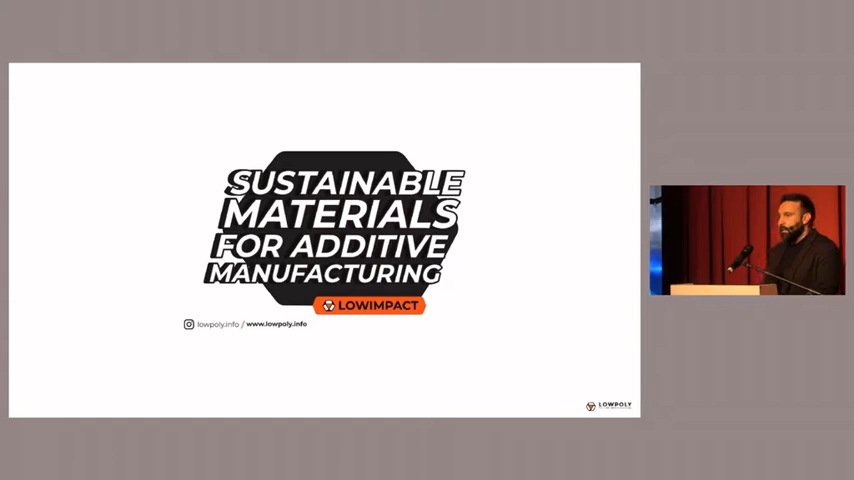 SUSTAINABLE
MATERIALS
FOR ADDITIVE
MANUFACTURING
LOWIMPACT
lowpoly.info / www.lowpoly.info
LOWPOLY